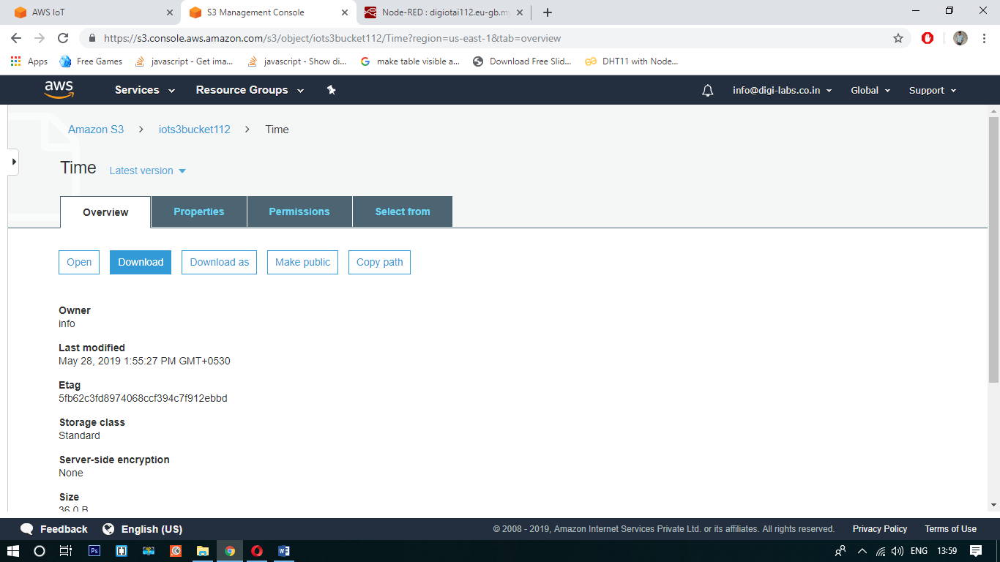 AWS IoT
S3 Management Console
Node-RED : digiotai112.eu-gb.my
https://s3.console.aws.amazon.com/s3/object/iots3bucket112/Time?region=us-east-1&tab=overview
Apps
Free Games
javascript - Get ima...
javascript - Show di...
make table visible a...
Download Free Slid...
DHT11 with Node...
aws
Services
Resource Groups
info@digi-labs.co.in
Global
Support
Amazon S3 > iots3bucket112 > Time
Time
Latest version
Overview
Properties
Permissions
Select from
Open
Download
Download as
Make public
Copy path
Owner
info
Last modified
May 28, 2019 1:55:27 PM GMT+0530
Etag
5fb62c3fd8974068ccf394c7f912ebbd
Storage class
Standard
Server-side encryption
None
Size
36.0 B
Feedback
English (US)
© 2008 - 2019, Amazon Internet Services Private Ltd. or its affiliates. All rights reserved.
Privacy Policy
Terms of Use
Ps
ENG
13:59